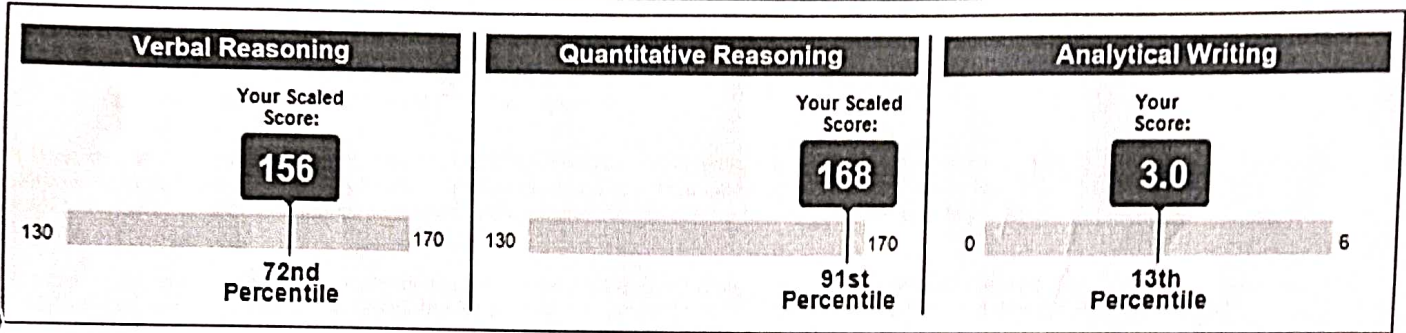 Verbal Reasoning
Your Scaled
Score:
156
130
170
72nd
Percentile
Quantitative Reasoning
Your Scaled
Score:
168
130
170
91st
Percentile
Analytical Writing
Your
Score:
3.0
0
6
13th
Percentile